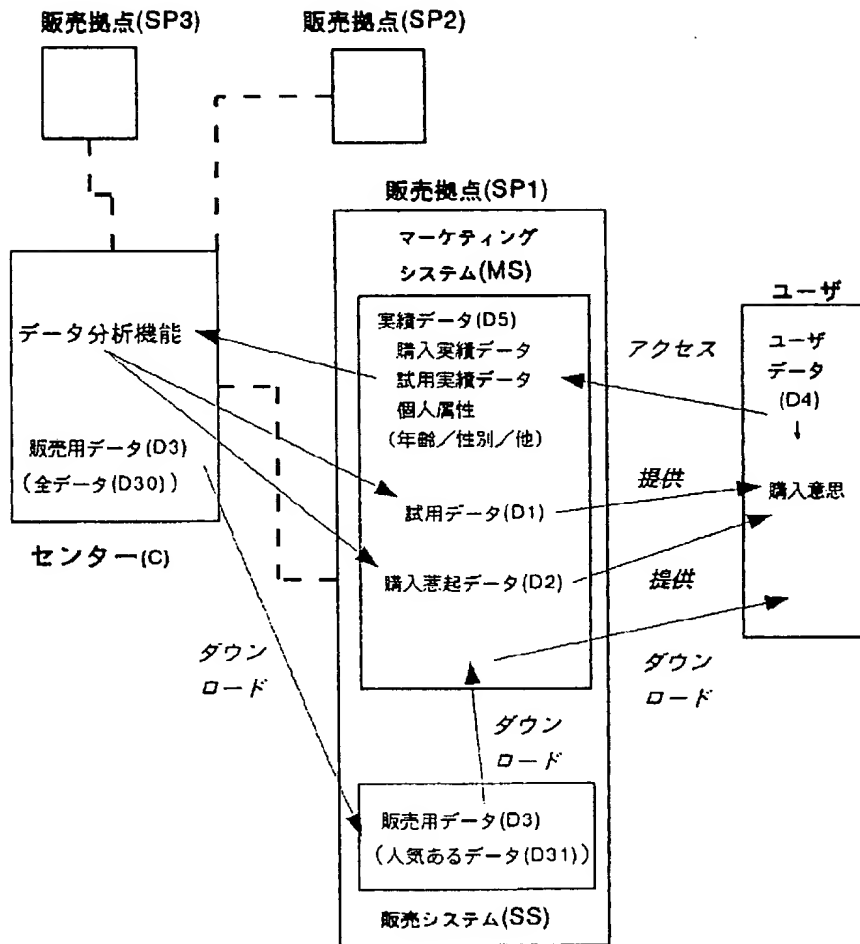 販売拠点(SP3)
販売拠点(SP2)
販売拠点(SP1)
マーケティング
システム(MS)
実績データ(D5)
購入実績データ
試用実績データ
個人属性
(年齢/性別/他)
試用データ(D1)
購入惹起データ(D2)
データ分析機能
販売用データ(D3)
(全データ(D30))
センター(C)
アクセス
ユーザ
ユーザ
データ
(D4)
↓
購入意思
提供
提供
ダウン
ロード
ダウン
ロード
ダウン
ロード
販売用データ(D3)
(人気あるデータ(D31))
販売システム(SS)